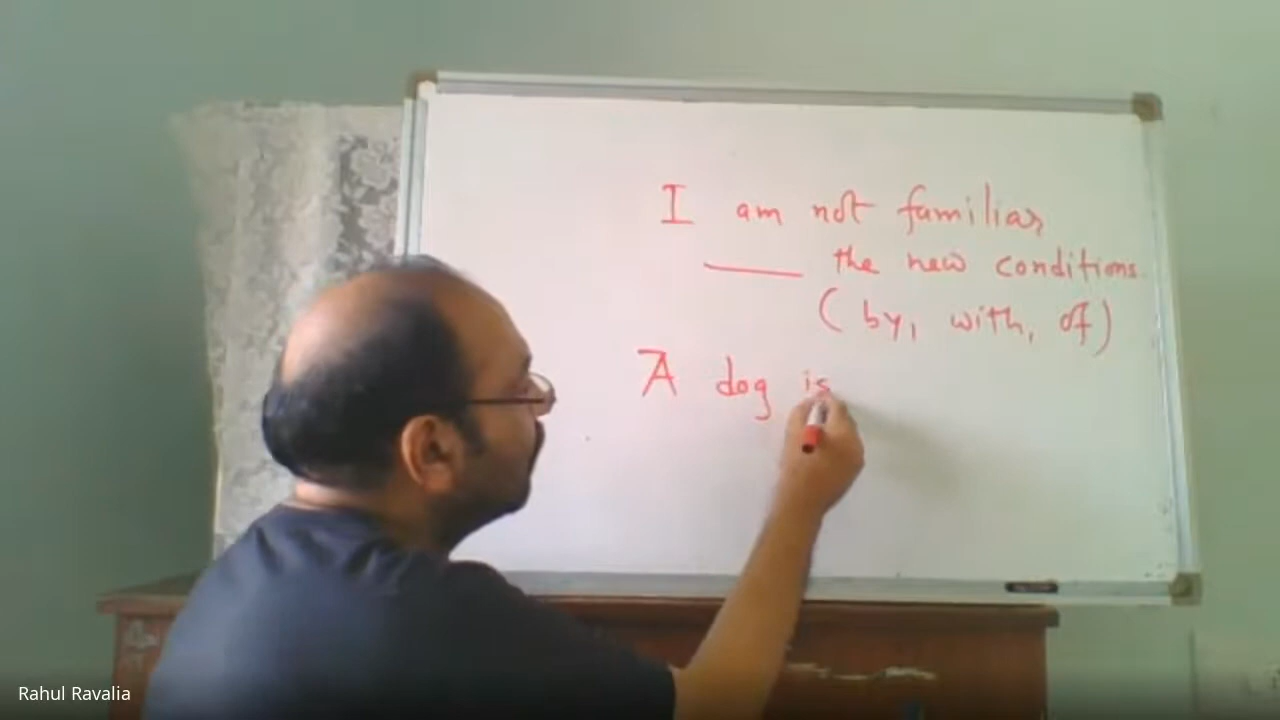 I am not familiar
____ the new conditions
(by, with, of)
A dog is
Rahul Ravalia